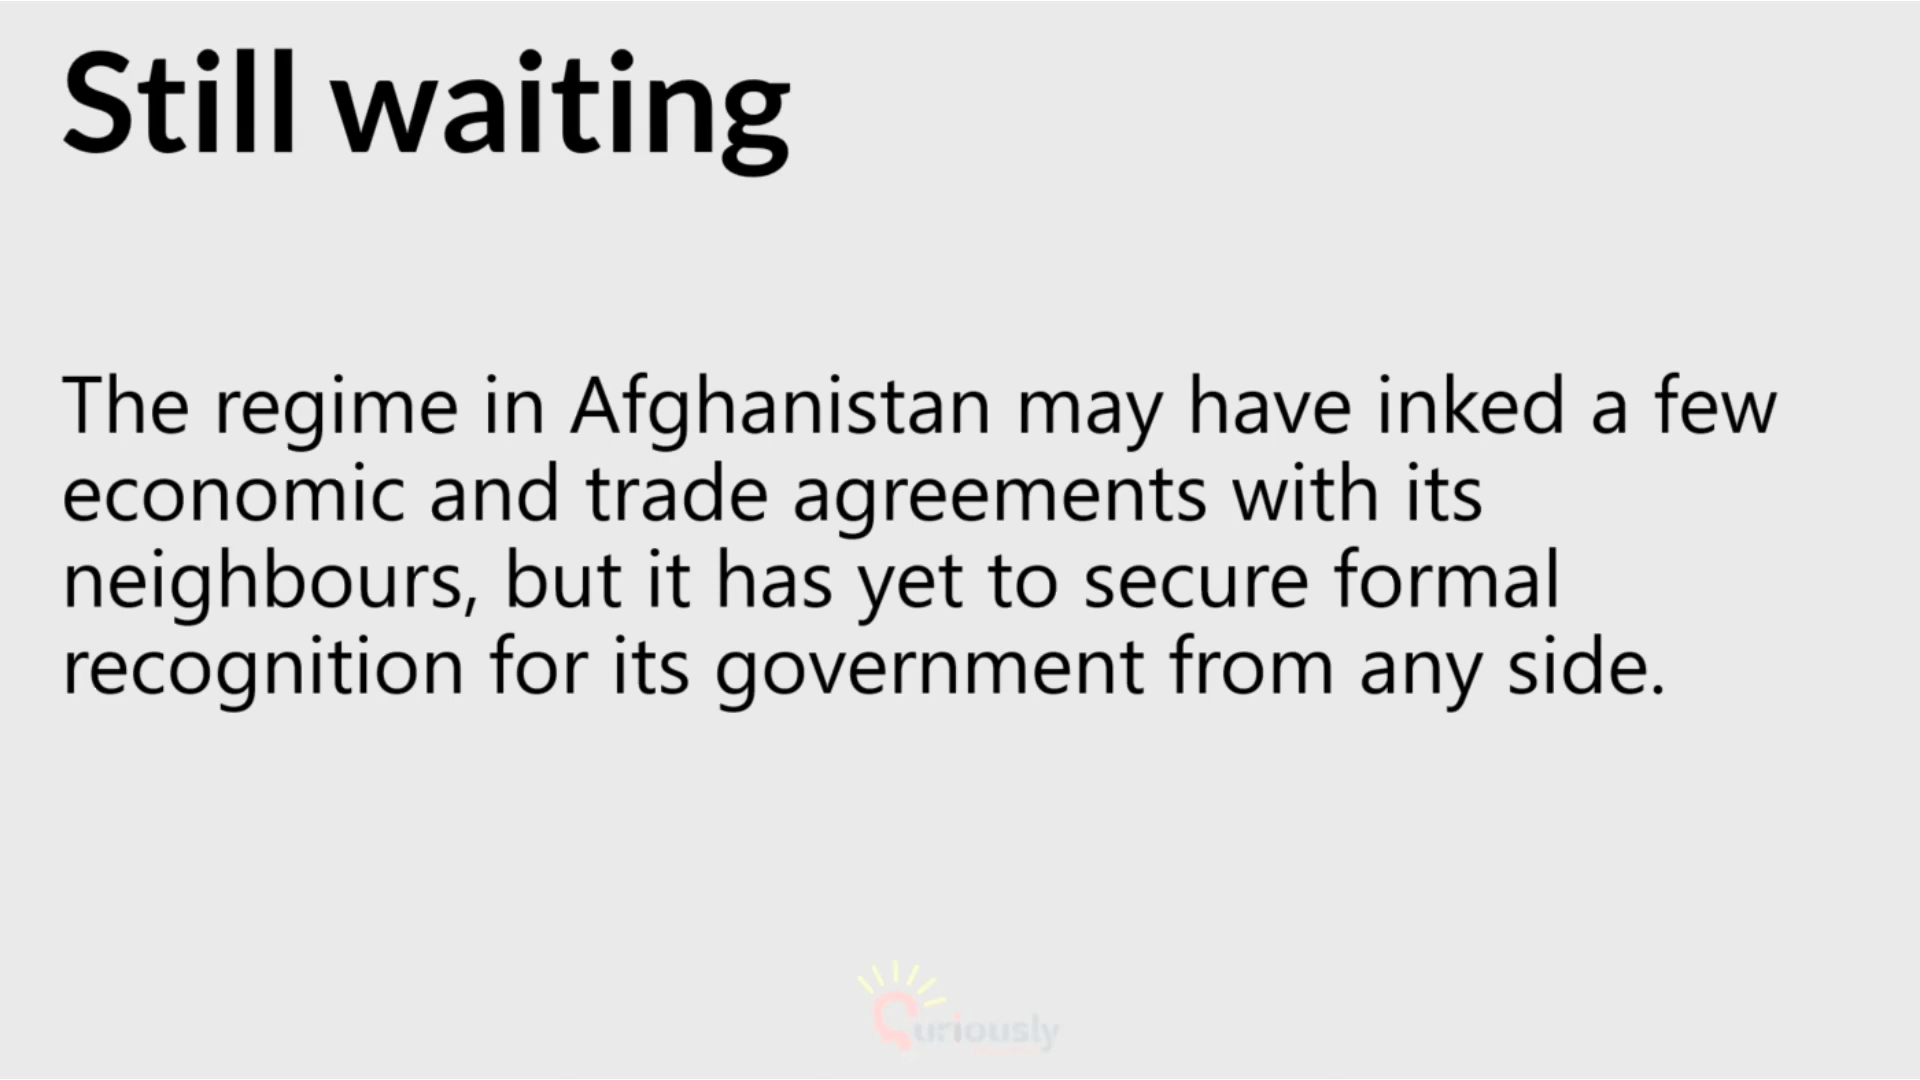 Still waiting
The regime in Afghanistan may have inked a few
economic and trade agreements with its
neighbours, but it has yet to secure formal
recognition for its government from any side.
uriously